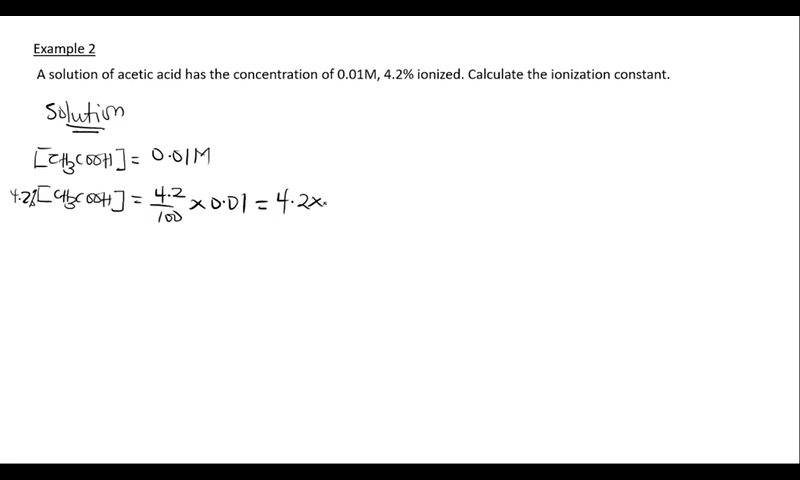 Example 2
A solution of acetic acid has the concentration of 0.01M, 4.2% ionized. Calculate the ionization constant.
Solution
[CH3COOH] = 0.01M
4.2%[CH3COOH] = 4.2/100 × 0.01 = 4.2×